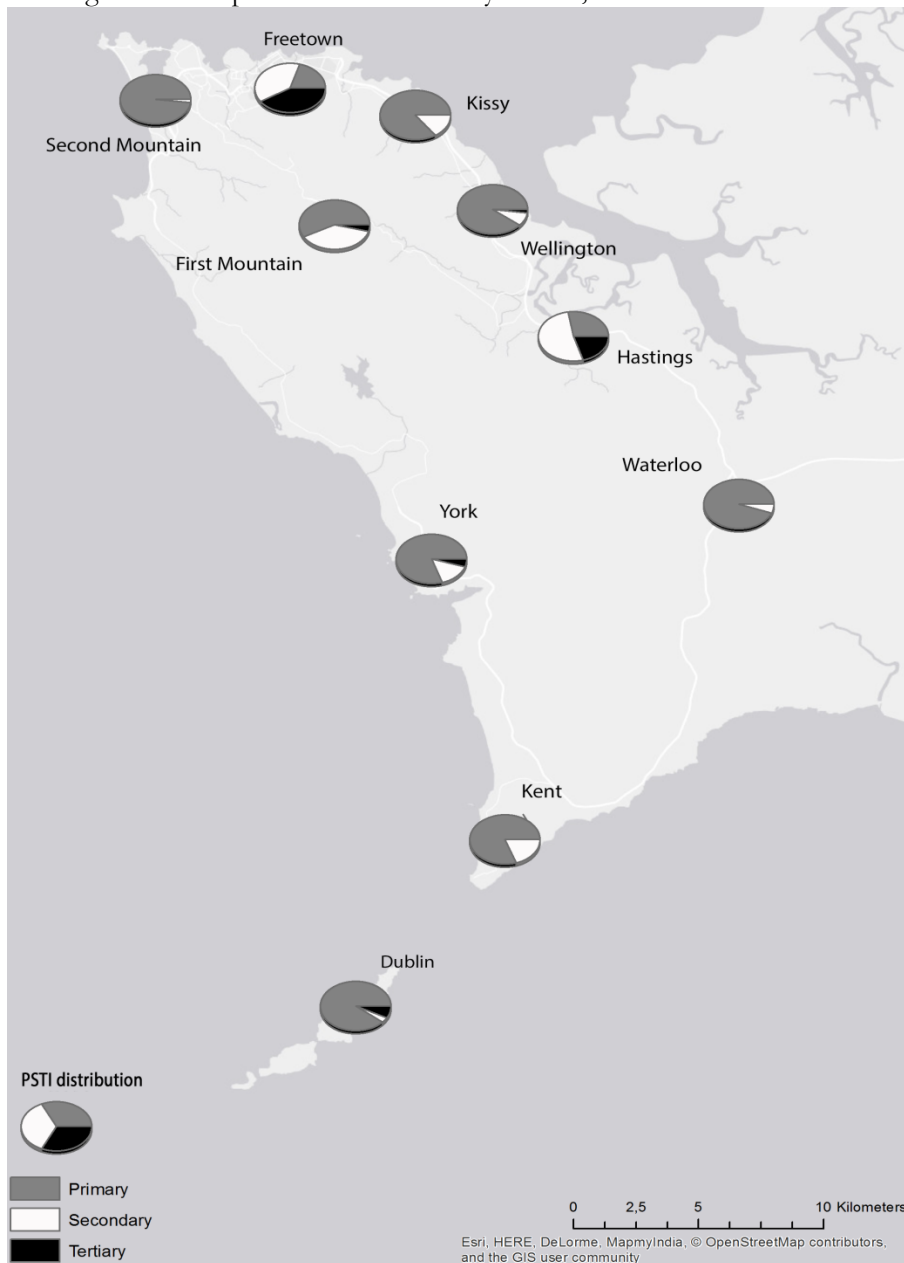 Freetown
Kissy
Second Mountain
Wellington
First Mountain
Hastings
Waterloo
York
Kent
Dublin
PSTI distribution
Primary
Secondary
Tertiary
0 2,5 5 10 Kilometers
Esri, HERE, DeLorme, MapmyIndia, © OpenStreetMap contributors,
and the GIS user community